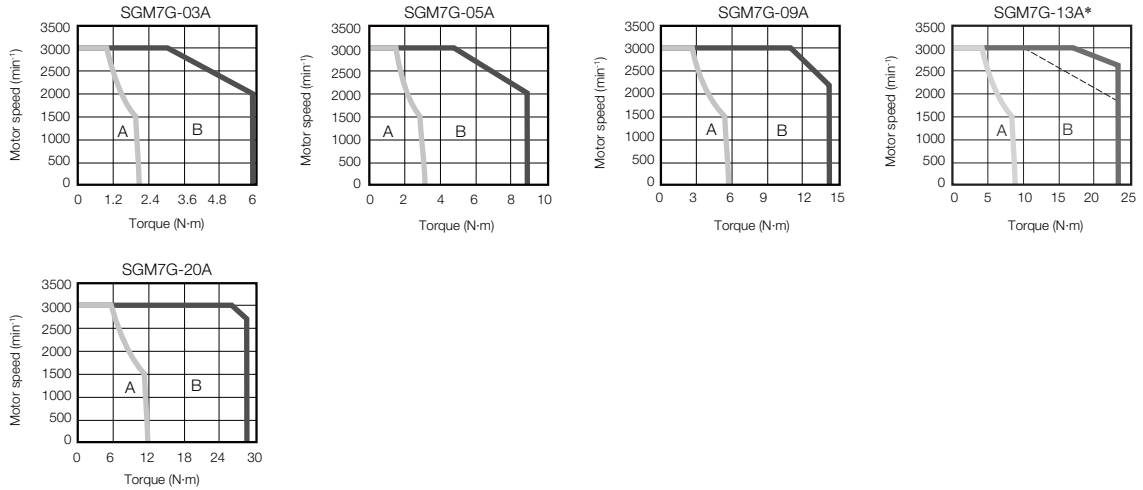 SGM7G-03A
Motor speed (min-1)
3500
3000
2500
2000
1500
1000
500
0
A
B
0 1.2 2.4 3.6 4.8 6
Torque (N·m)
SGM7G-05A
Motor speed (min-1)
3500
3000
2500
2000
1500
1000
500
0
A
B
0 2 4 6 8 10
Torque (N·m)
SGM7G-09A
Motor speed (min-1)
3500
3000
2500
2000
1500
1000
500
0
A
B
0 3 6 9 12 15
Torque (N·m)
SGM7G-13A*
Motor speed (min-1)
3500
3000
2500
2000
1500
1000
500
0
A
B
0 5 10 15 20 25
Torque (N·m)
SGM7G-20A
Motor speed (min-1)
3500
3000
2500
2000
1500
1000
500
0
A
B
0 6 12 18 24 30
Torque (N·m)